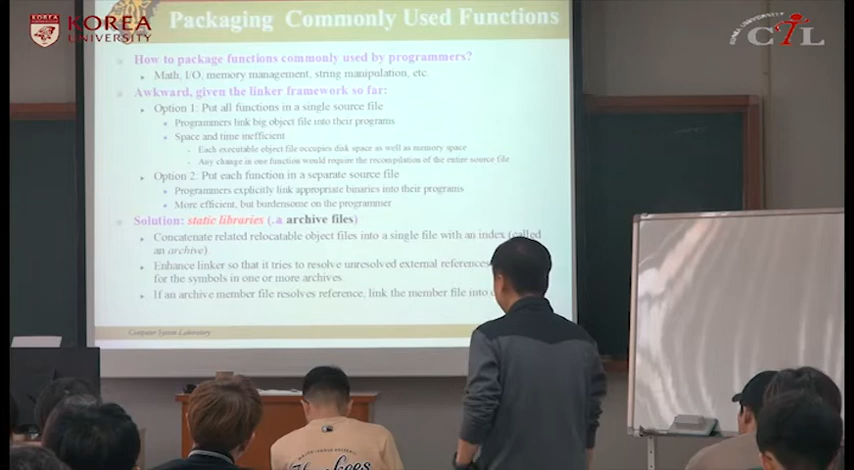 KOREA
UNIVERSITY
Packaging Commonly Used Functions
KOREA UNIVERSITY
CTL
How to package functions commonly used by programmers?
Math, I/O, memory management, string manipulation, etc.
Awkward, given the linker framework so far:
Option 1: Put all functions in a single source file
Programmers link big object file into their programs
Space and time inefficient
Each executable object file occupies disk space as well as memory space
Any change in one function would require the recompilation of the entire source file
Option 2: Put each function in a separate source file
Programmers explicitly link appropriate binaries into their programs
More efficient, but burdensome on the programmer
Solution: static libraries (.a archive files)
Concatenate related relocatable object files into a single file with an index (called
an archive)
Enhance linker so that it tries to resolve unresolved external references
for the symbols in one or more archives
If an archive member file resolves reference, link the member file into
Computer System Laboratory
MAJOR LEAGUE BASEBALL
Yankees